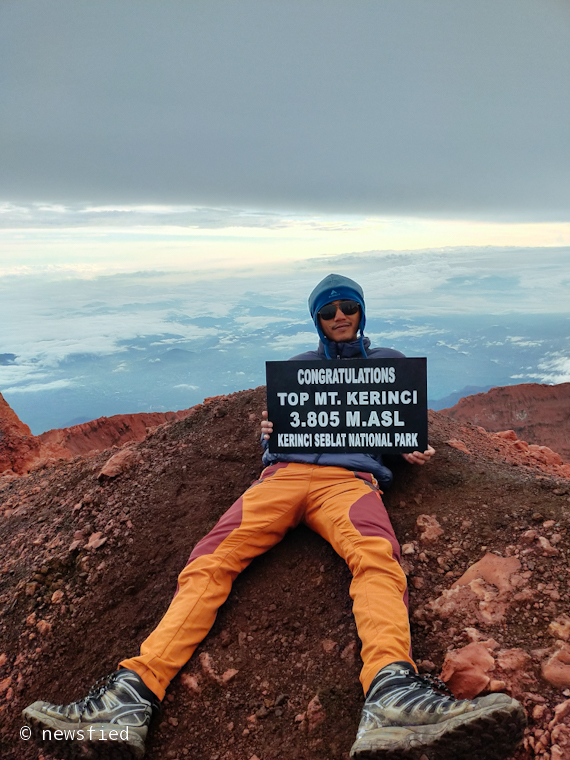 CONGRATULATIONS
TOP MT. KERINCI
3.805 M.ASL
KERINCI SEBLAT NATIONAL PARK
© newsfied